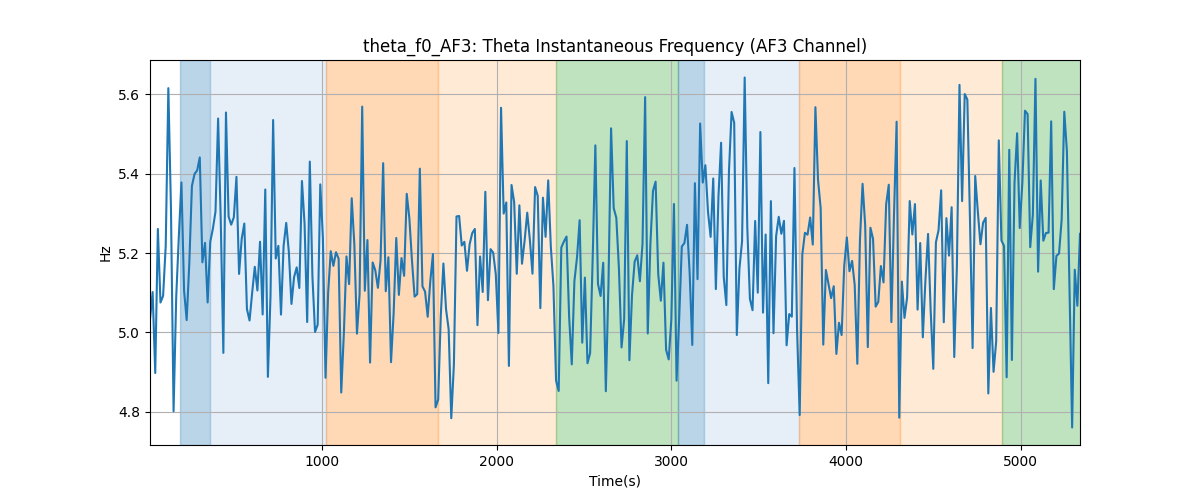 theta_f0_AF3: Theta Instantaneous Frequency (AF3 Channel)
5.6
5.4
5.2
5.0
4.8
Hz
1000 2000 3000 4000 5000
Time(s)